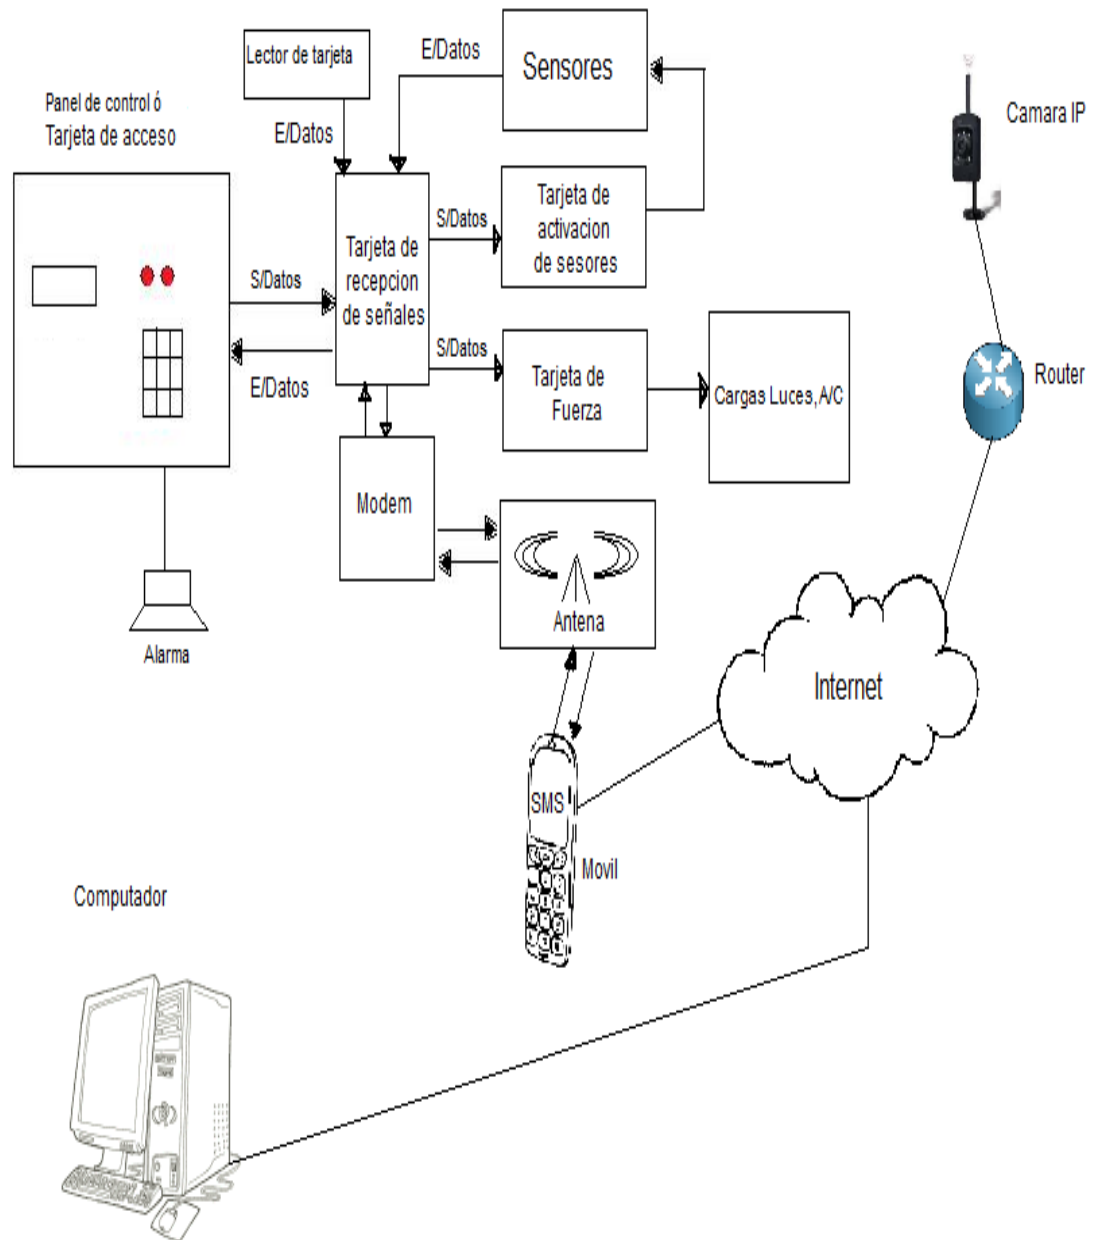 Lector de tarjeta
E/Datos
Sensores
Panel de control ó
Tarjeta de acceso
E/Datos
Camara IP
Tarjeta de
recepcion
de señales
S/Datos
Tarjeta de
activacion
de sesores
S/Datos
E/Datos
S/Datos
Tarjeta de
Fuerza
Cargas Luces, A/C
Router
Modem
Antena
Alarma
Internet
SMS
Movil
Computador